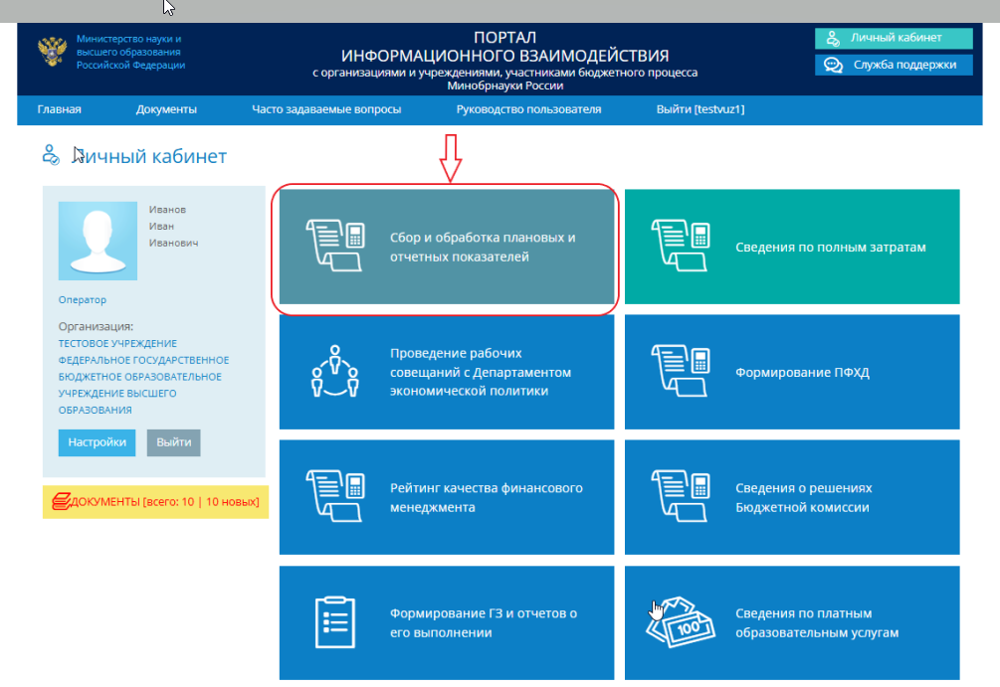 Министерство науки и
высшего образования
Российской Федерации
ПОРТАЛ
ИНФОРМАЦИОННОГО ВЗАИМОДЕЙСТВИЯ
с организациями и учреждениями, участниками бюджетного процесса
Минобрнауки России
Личный кабинет
Служба поддержки
Главная
Документы
Часто задаваемые вопросы
Руководство пользователя
Выйти [testvuz1]
Личный кабинет
Иванов
Иван
Иванович
Оператор
Организация:
ТЕСТОВОЕ УЧРЕЖДЕНИЕ
ФЕДЕРАЛЬНОЕ ГОСУДАРСТВЕННОЕ
БЮДЖЕТНОЕ ОБРАЗОВАТЕЛЬНОЕ
УЧРЕЖДЕНИЕ ВЫСШЕГО
ОБРАЗОВАНИЯ
Настройки
Выйти
ДОКУМЕНТЫ [всего: 10 | 10 новых]
Сбор и обработка плановых и
отчетных показателей
Сведения по полным затратам
Проведение рабочих
совещаний с Департаментом
экономической политики
Формирование ПФХД
Рейтинг качества финансового
менеджмента
Сведения о решениях
Бюджетной комиссии
Формирование ГЗ и отчетов о
его выполнении
100
Сведения по платным
образовательным услугам